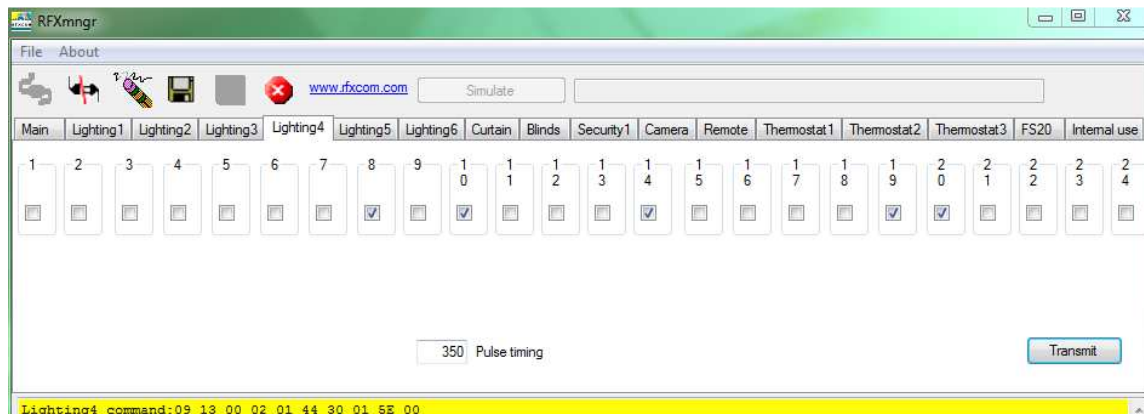 RFXmngr
File About
www.rfxcom.com Simulate
Main Lighting1 Lighting2 Lighting3 Lighting4 Lighting5 Lighting6 Curtain Blinds Security1 Camera Remote Thermostat1 Thermostat2 Thermostat3 FS20 Internal use
1 2 3 4 5 6 7 8 9 10 11 12 13 14 15 16 17 18 19 20 21 22 23 24
350 Pulse timing Transmit
Lighting4 command:09 13 00 02 01 44 30 01 5E 00